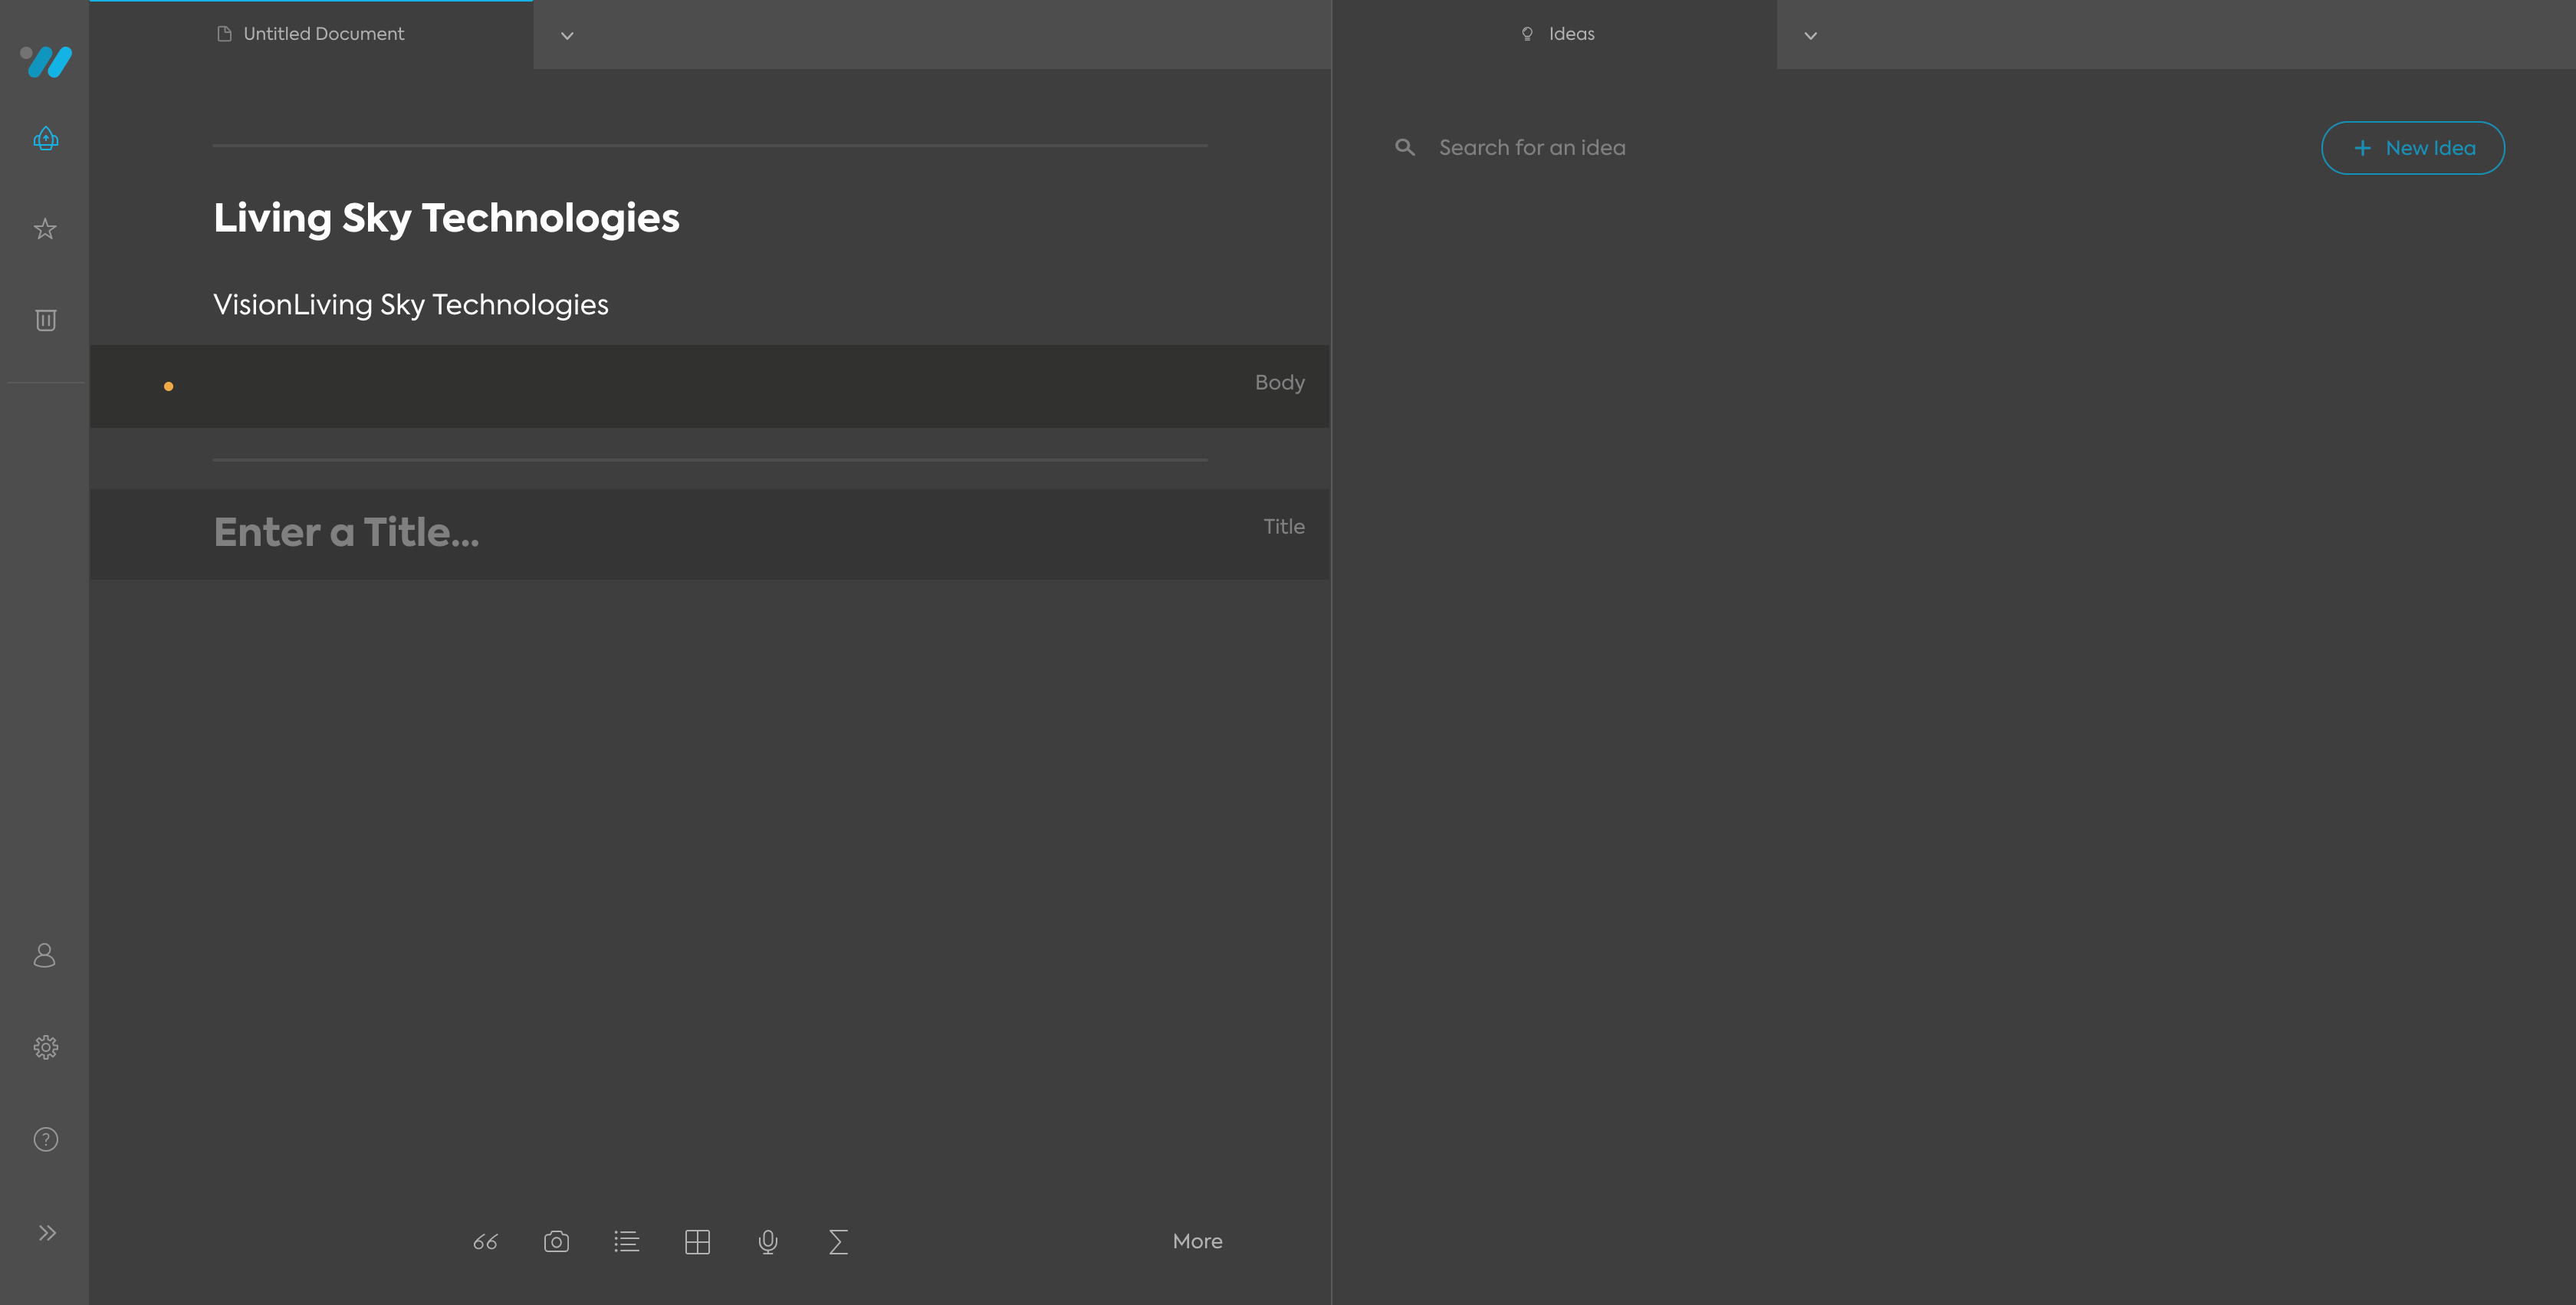 Untitled Document
Ideas
Search for an idea
New Idea
Living Sky Technologies
VisionLiving Sky Technologies
Body
Enter a Title...
Title
More